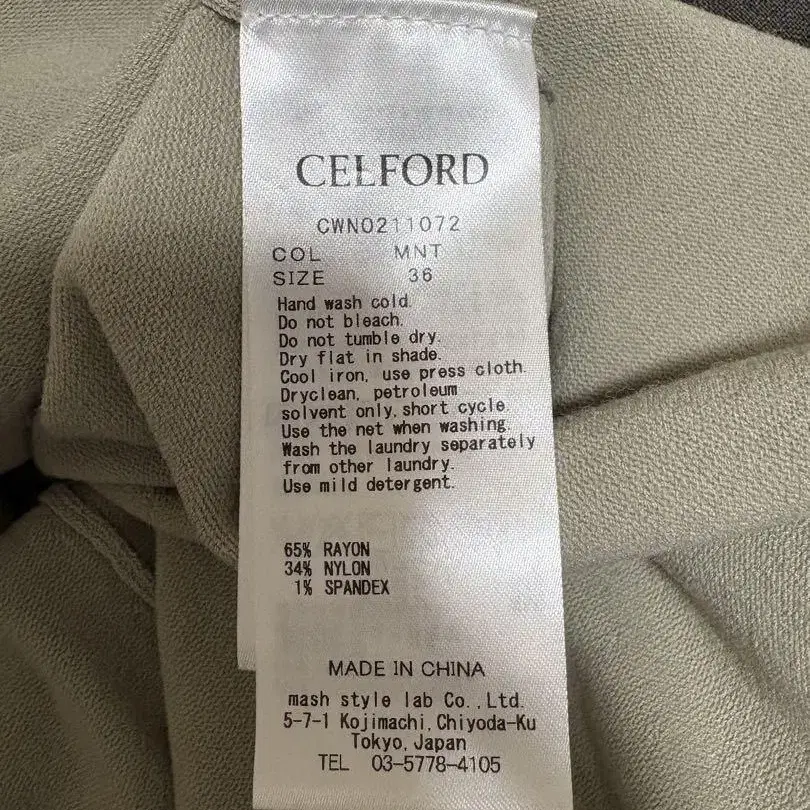 CELFORD
CWN0211072
COL MNT
SIZE 36
Hand wash cold.
Do not bleach.
Do not tumble dry.
Dry flat in shade.
Cool iron, use press cloth.
Dryclean, petroleum
solvent only, short cycle.
Use the net when washing.
Wash the laundry separately
from other laundry.
Use mild detergent.
65% RAYON
34% NYLON
1% SPANDEX
MADE IN CHINA
mash style lab Co.,Ltd.
5-7-1 Kojimachi,Chiyoda-Ku
Tokyo,Japan
TEL 03-5778-4105